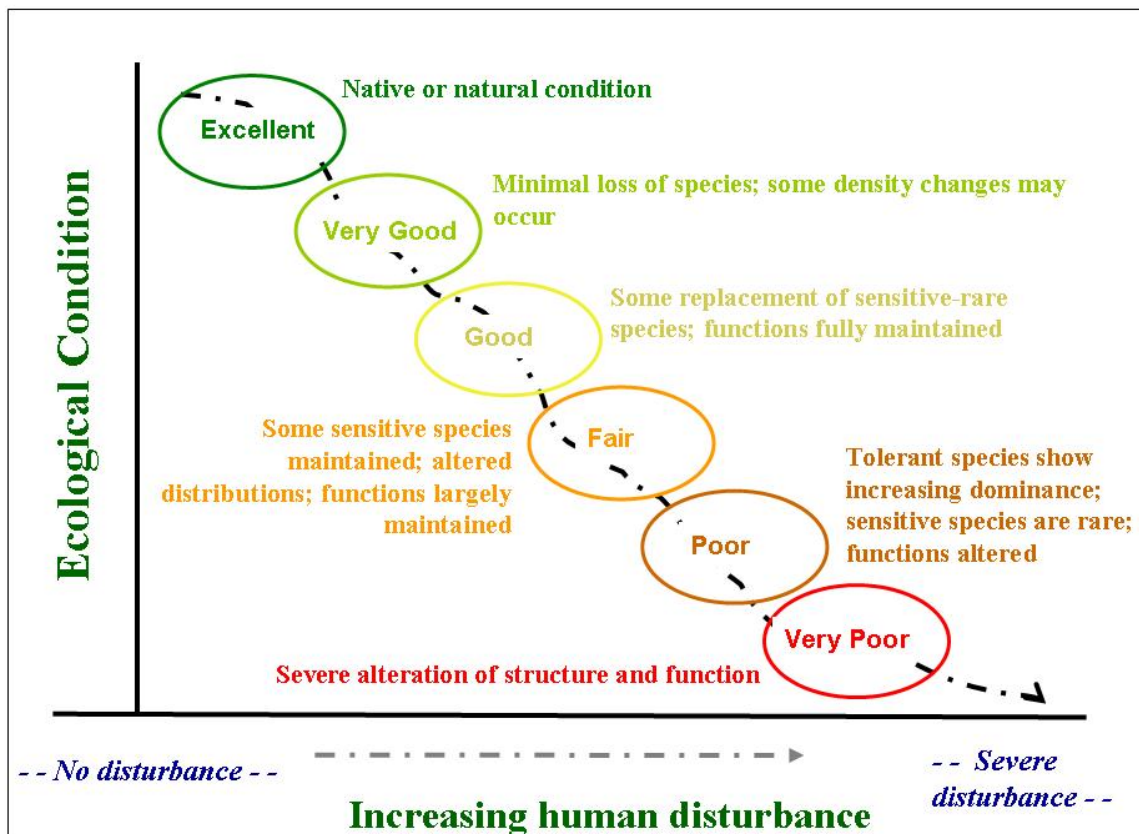 Ecological Condition
Excellent
Native or natural condition
Very Good
Minimal loss of species; some density changes may
occur
Good
Some replacement of sensitive-rare
species; functions fully maintained
Fair
Some sensitive species
maintained; altered
distributions; functions largely
maintained
Poor
Tolerant species show
increasing dominance;
sensitive species are rare;
functions altered
Very Poor
Severe alteration of structure and function
- - No disturbance - -
- - Severe
disturbance - -
Increasing human disturbance